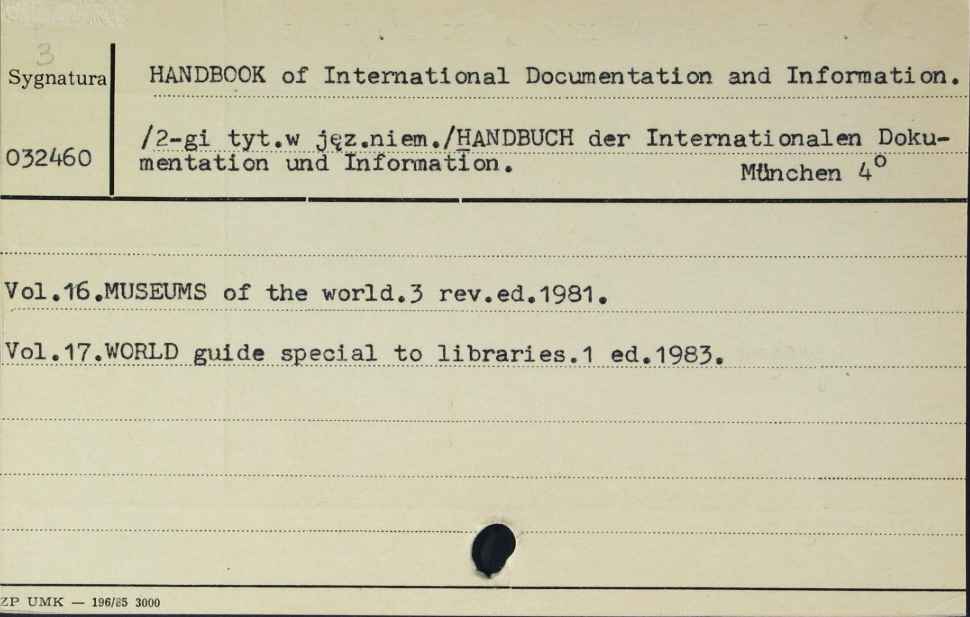 3
Sygnatura
HANDBOOK of International Documentation and Information.
032460
/2-gi tyt.w jęz.niem./HANDBUCH der Internationalen Doku-
mentation und Information.
München 4°
Vol.16.MUSEUMS of the world.3 rev.ed.1981.
Vol.17.WORLD guide special to libraries.1 ed.1983.
ZP UMK — 196/85 3000